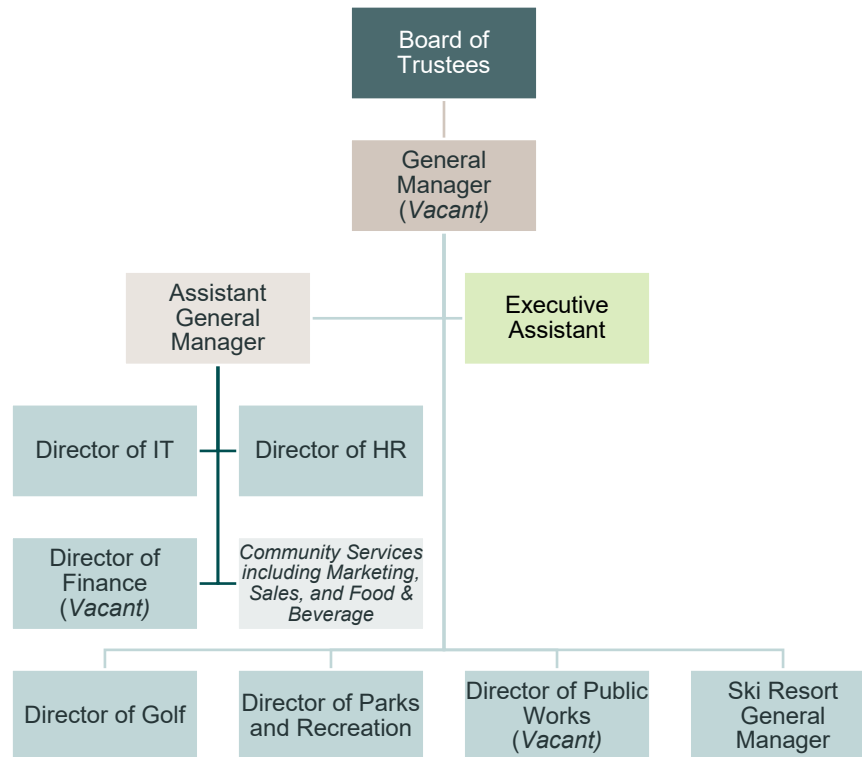 Board of
Trustees
General
Manager
(Vacant)
Assistant
General
Manager
Executive
Assistant
Director of IT
Director of HR
Director of
Finance
(Vacant)
Community Services
including Marketing,
Sales, and Food &
Beverage
Director of Golf
Director of Parks
and Recreation
Director of Public
Works
(Vacant)
Ski Resort
General
Manager